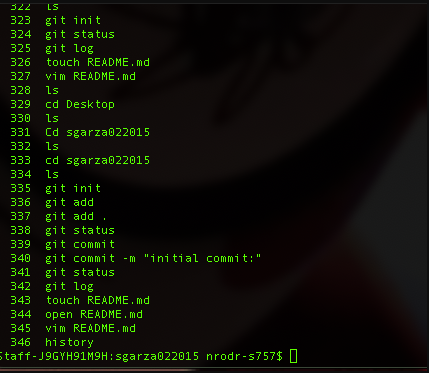 322 ls
323 git init
324 git status
325 git log
326 touch README.md
327 vim README.md
328 ls
329 cd Desktop
330 ls
331 Cd sgarza022015
332 ls
333 cd sgarza022015
334 ls
335 git init
336 git add
337 git add .
338 git status
339 git commit
340 git commit -m "initial commit:"
341 git status
342 git log
343 touch README.md
344 open README.md
345 vim README.md
346 history
Staff-J9GYH91M9H:sgarza022015 nrodr-s757$